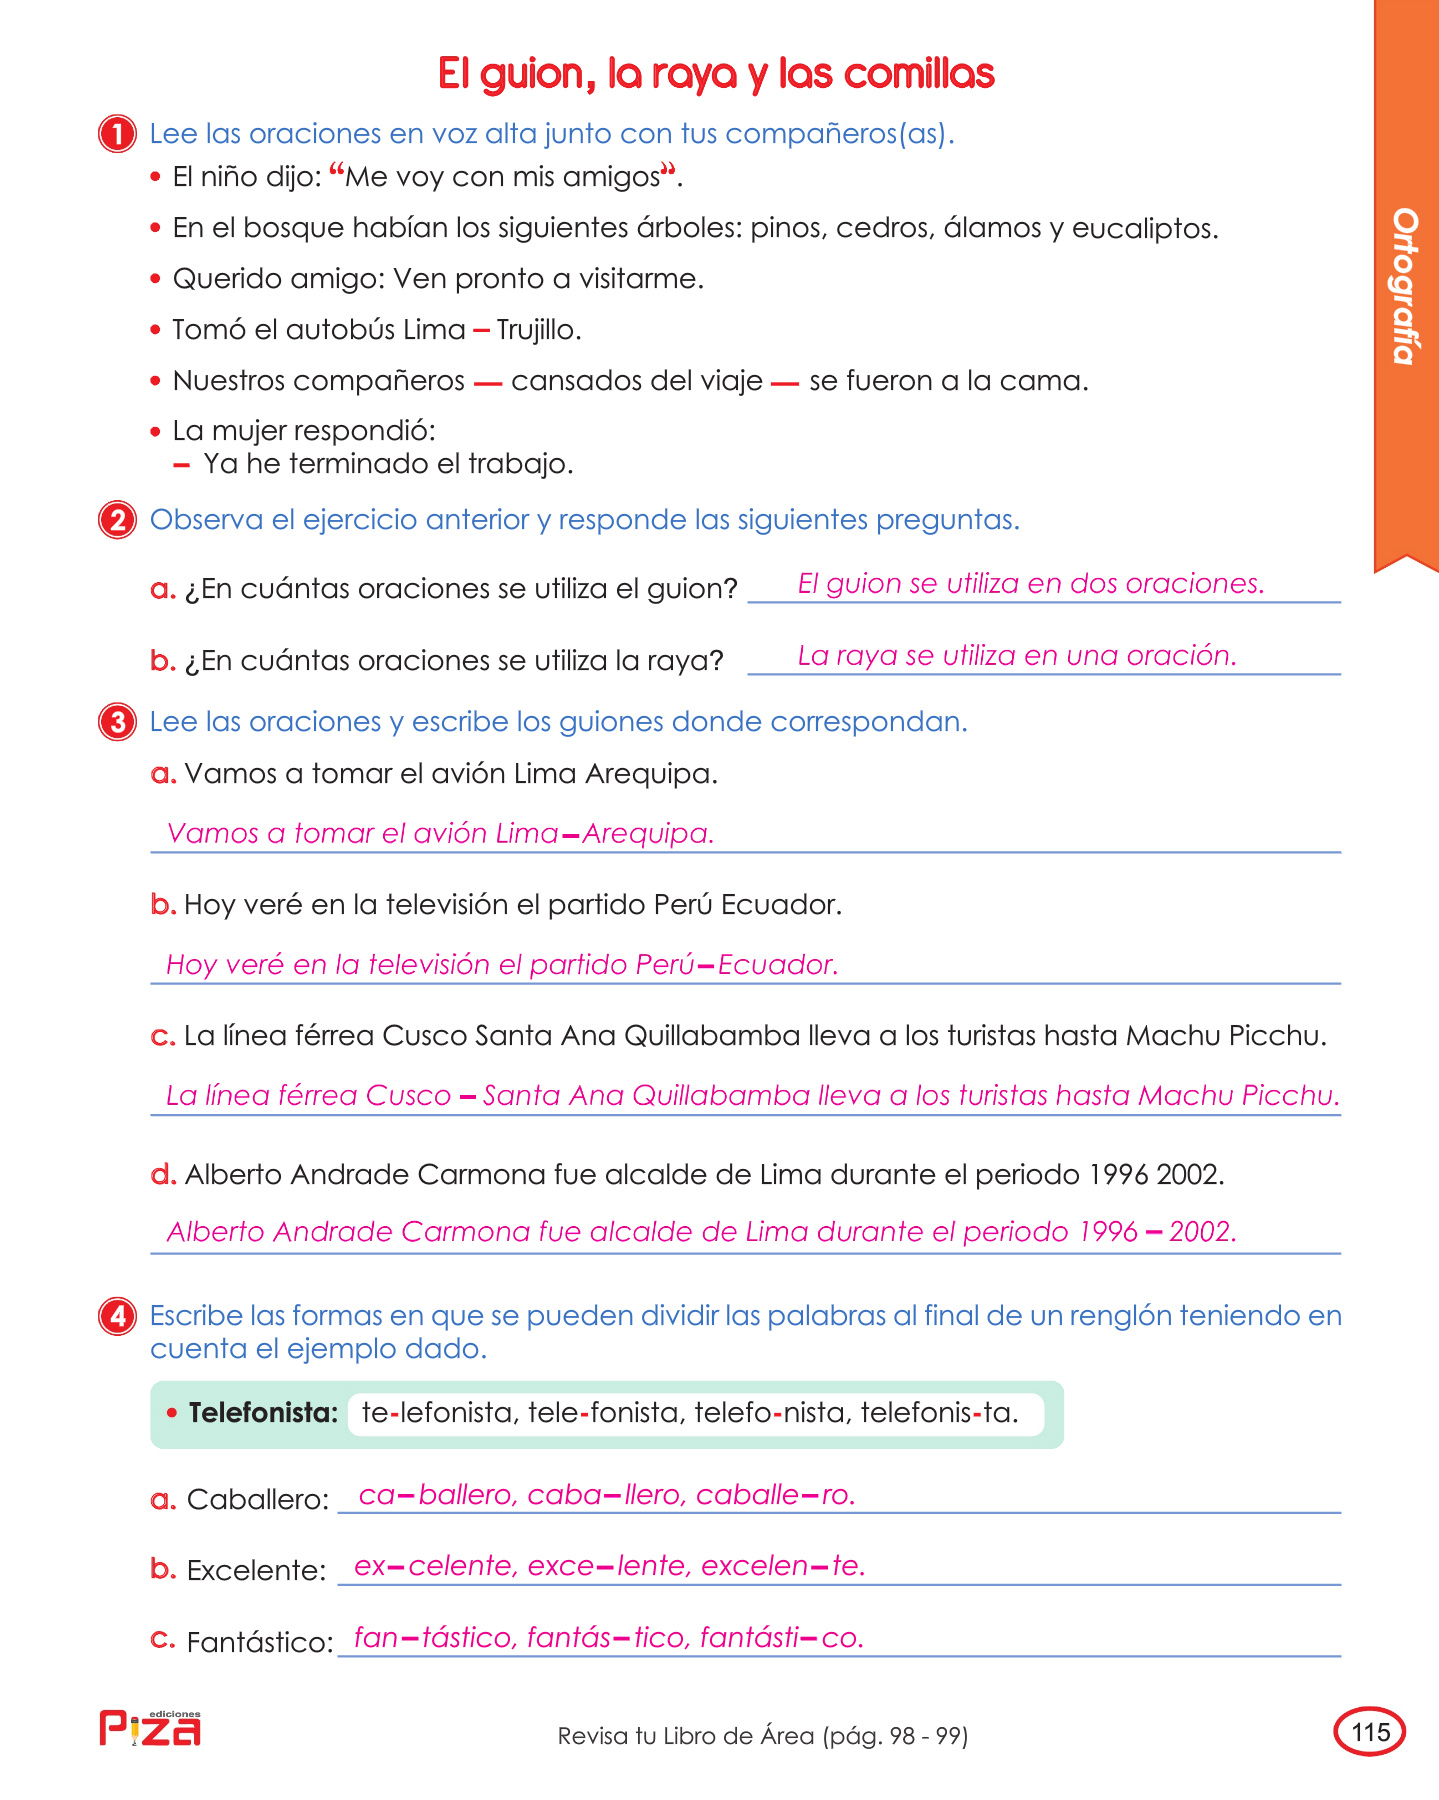 El guion, la raya y las comillas
1 Lee las oraciones en voz alta junto con tus compañeros(as).
• El niño dijo: “Me voy con mis amigos”.
• En el bosque habían los siguientes árboles: pinos, cedros, álamos y eucaliptos.
• Querido amigo: Ven pronto a visitarme.
• Tomó el autobús Lima – Trujillo.
• Nuestros compañeros — cansados del viaje — se fueron a la cama.
• La mujer respondió:
– Ya he terminado el trabajo.
Ortografía
2 Observa el ejercicio anterior y responde las siguientes preguntas.
a. ¿En cuántas oraciones se utiliza el guion? El guion se utiliza en dos oraciones.
b. ¿En cuántas oraciones se utiliza la raya? La raya se utiliza en una oración.
3 Lee las oraciones y escribe los guiones donde correspondan.
a. Vamos a tomar el avión Lima Arequipa.
Vamos a tomar el avión Lima–Arequipa.
b. Hoy veré en la televisión el partido Perú Ecuador.
Hoy veré en la televisión el partido Perú–Ecuador.
c. La línea férrea Cusco Santa Ana Quillabamba lleva a los turistas hasta Machu Picchu.
La línea férrea Cusco – Santa Ana Quillabamba lleva a los turistas hasta Machu Picchu.
d. Alberto Andrade Carmona fue alcalde de Lima durante el periodo 1996 2002.
Alberto Andrade Carmona fue alcalde de Lima durante el periodo 1996 – 2002.
4 Escribe las formas en que se pueden dividir las palabras al final de un renglón teniendo en
cuenta el ejemplo dado.
• Telefonista: te-lefonista, tele-fonista, telefo-nista, telefonis-ta.
a. Caballero: ca–ballero, caba–llero, caballe–ro.
b. Excelente: ex–celente, exce–lente, excelen–te.
c. Fantástico: fan–tástico, fantás–tico, fantásti–co.
ediciones
Piza
Revisa tu Libro de Área (pág. 98 - 99)
115